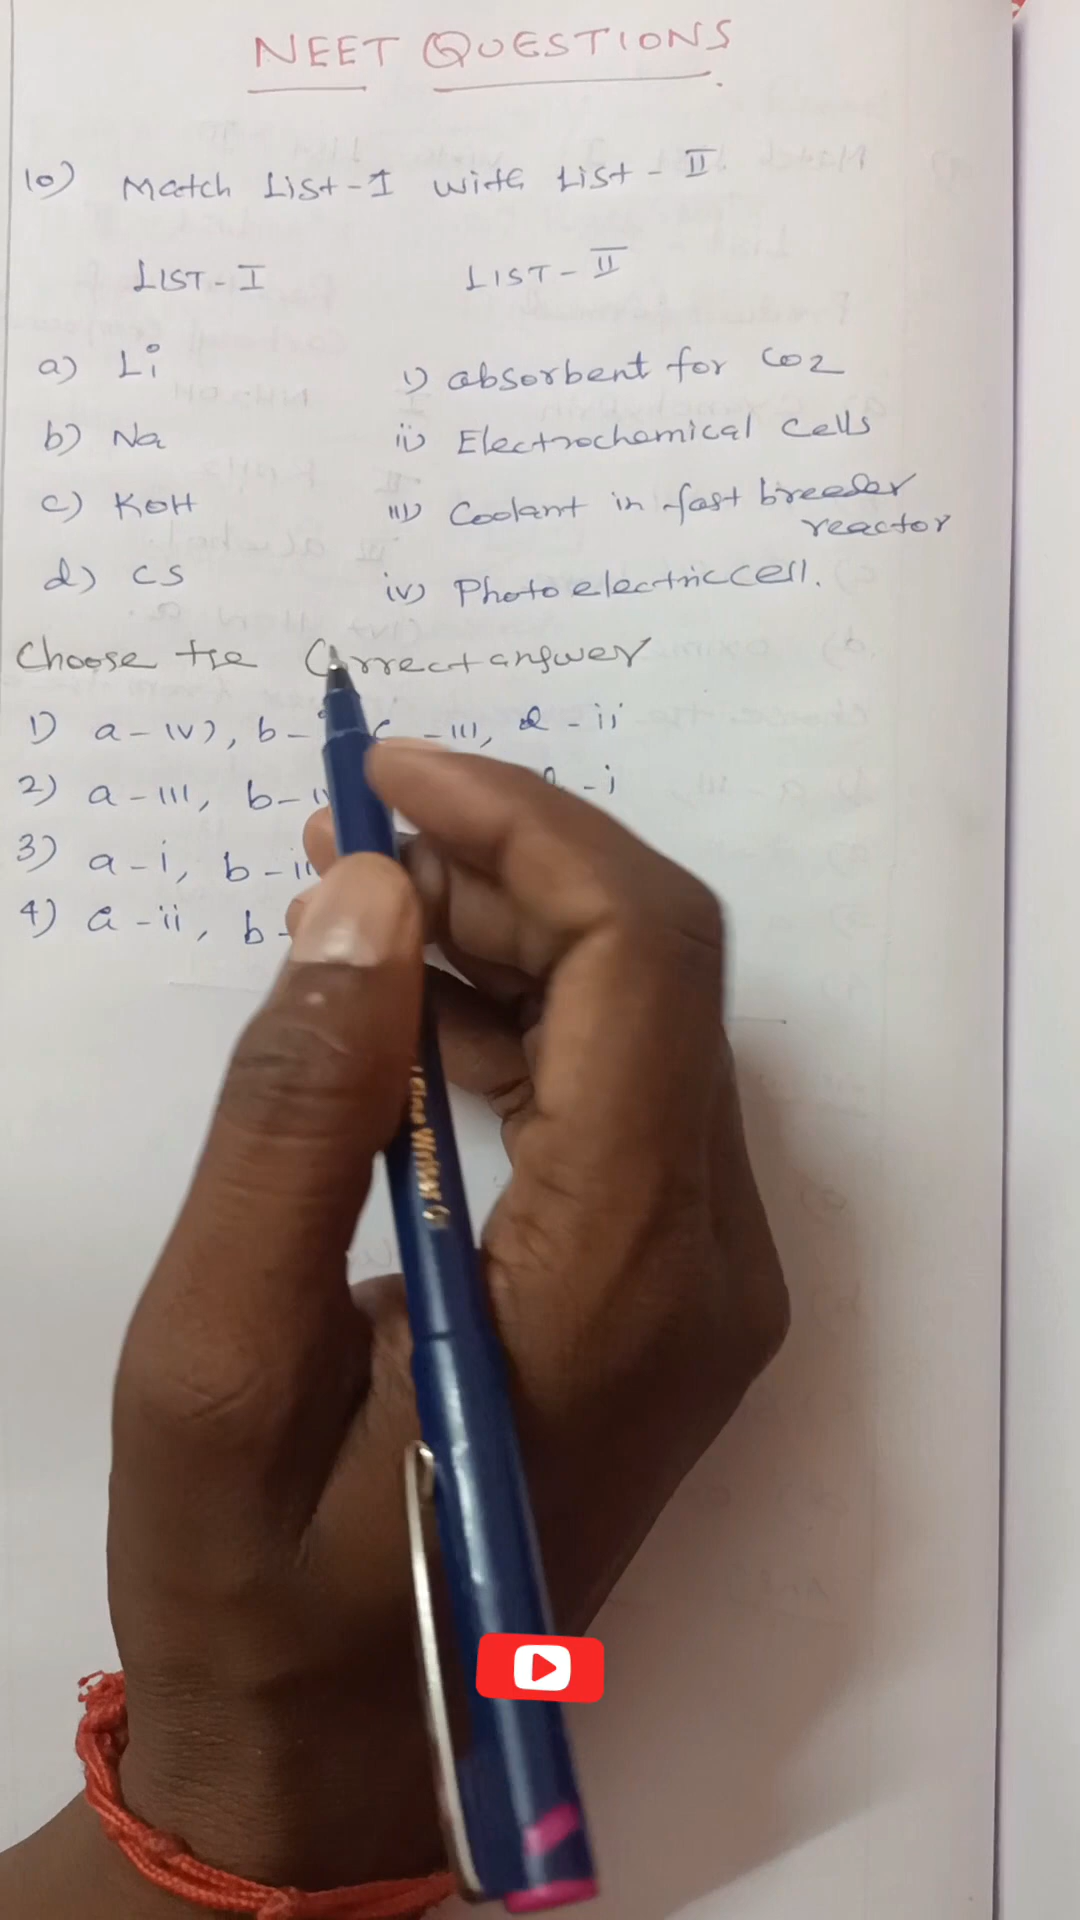 NEET QUESTIONS
10) Match List-I with List-II
LIST-I LIST-II
a) Li i) absorbent for CO2
b) Na ii) Electrochemical cells
c) KOH iii) Coolant in fast breeder
reactor
d) CS iv) Photoelectric cell.
Choose the Correct answer
1) a-iv), b- c -iii, d-ii
2) a-iii, b- d-i
3) a-i, b-
4) a-ii, b-